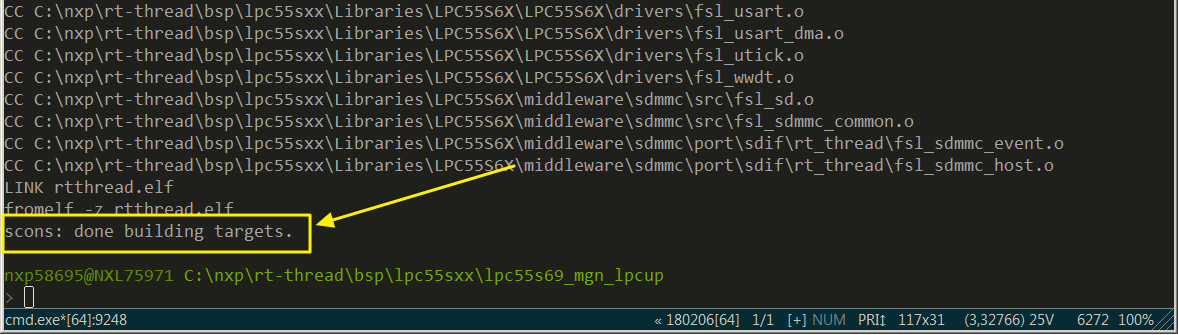 CC C:\nxp\rt-thread\bsp\lpc55sxx\Libraries\LPC55S6X\LPC55S6X\drivers\fsl_usart.o
CC C:\nxp\rt-thread\bsp\lpc55sxx\Libraries\LPC55S6X\LPC55S6X\drivers\fsl_usart_dma.o
CC C:\nxp\rt-thread\bsp\lpc55sxx\Libraries\LPC55S6X\LPC55S6X\drivers\fsl_utick.o
CC C:\nxp\rt-thread\bsp\lpc55sxx\Libraries\LPC55S6X\LPC55S6X\drivers\fsl_wwdt.o
CC C:\nxp\rt-thread\bsp\lpc55sxx\Libraries\LPC55S6X\middleware\sdmmc\src\fsl_sd.o
CC C:\nxp\rt-thread\bsp\lpc55sxx\Libraries\LPC55S6X\middleware\sdmmc\src\fsl_sdmmc_common.o
CC C:\nxp\rt-thread\bsp\lpc55sxx\Libraries\LPC55S6X\middleware\sdmmc\port\sdif\rt_thread\fsl_sdmmc_event.o
CC C:\nxp\rt-thread\bsp\lpc55sxx\Libraries\LPC55S6X\middleware\sdmmc\port\sdif\rt_thread\fsl_sdmmc_host.o
LINK rtthread.elf
fromelf -z rtthread.elf
scons: done building targets.
nxp58695@NXL75971 C:\nxp\rt-thread\bsp\lpc55sxx\lpc55s69_mgn_lpcup
>
cmd.exe*[64]:9248 « 180206[64] 1/1 [+] NUM PRI↕ 117x31 (3,32766) 25V 6272 100%